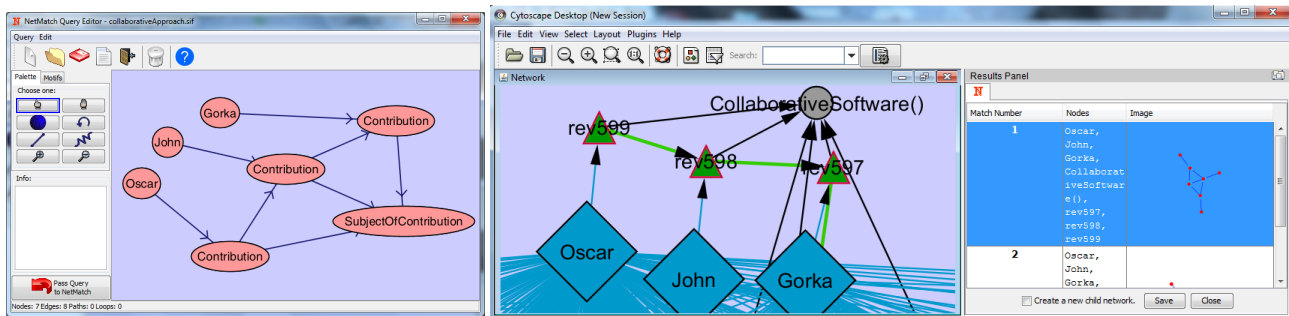 NetMatch Query Editor - collaborativeApproach.sif
Query Edit
Palette Motifs
Choose one:
Info:
Pass Query
to NetMatch
Nodes: 7 Edges: 8 Paths: 0 Loops: 0
Gorka
Contribution
John
Contribution
Oscar
SubjectOfContribution
Contribution
Cytoscape Desktop (New Session)
File Edit View Select Layout Plugins Help
Search:
Network
CollaborativeSoftware()
rev599
rev598
rev597
Oscar
John
Gorka
Results Panel
N
Match Number Nodes Image
1 Oscar,
John,
Gorka,
Collaborat
iveSoftwar
e(),
rev597,
rev598,
rev599
2 Oscar,
John,
Gorka,
Create a new child network. Save Close